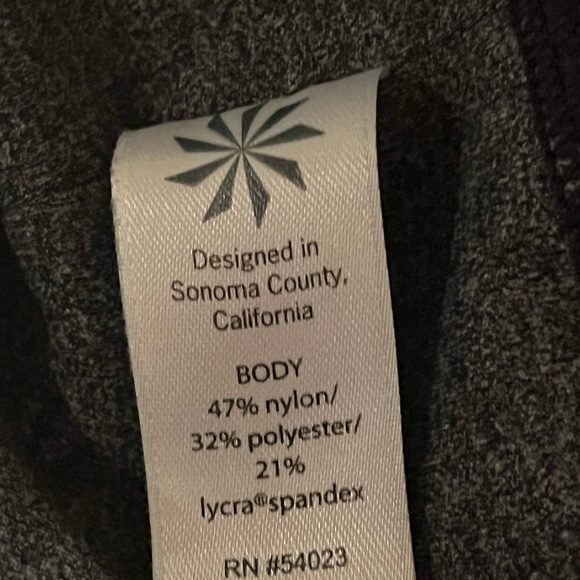 Designed in
Sonoma County,
California
BODY
47% nylon/
32% polyester/
21%
lycra®spandex
RN #54023